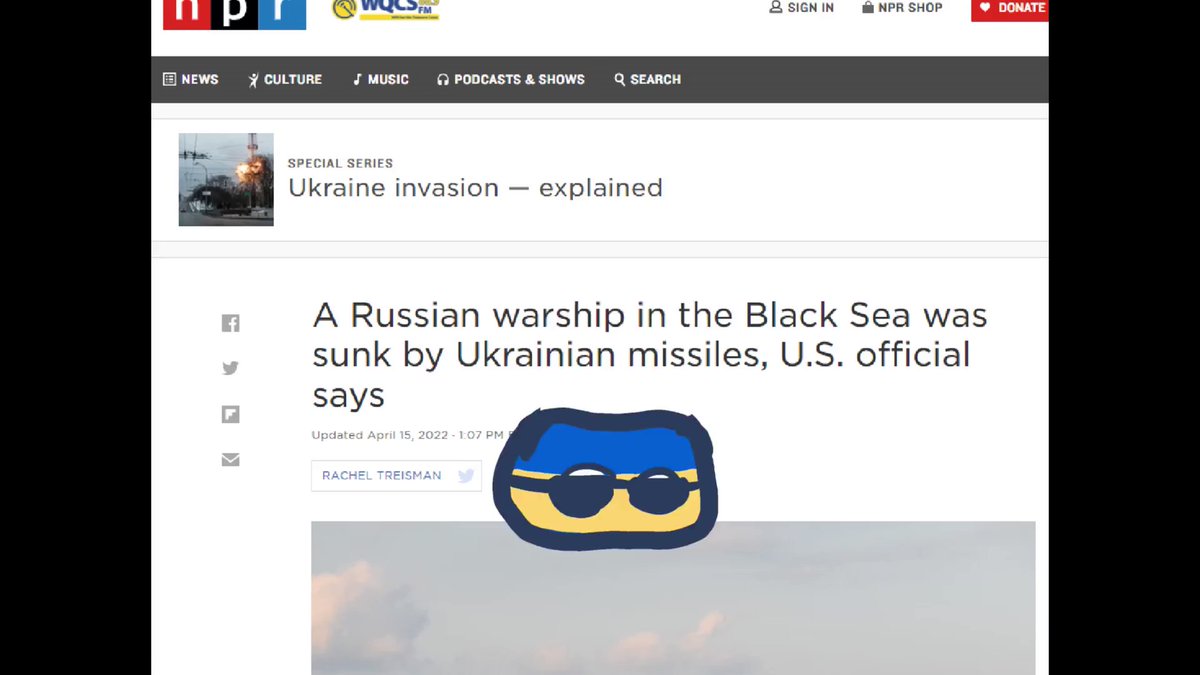 npr
WQCS
FM
SIGN IN
NPR SHOP
DONATE
NEWS
CULTURE
MUSIC
PODCASTS & SHOWS
SEARCH
SPECIAL SERIES
Ukraine invasion — explained
A Russian warship in the Black Sea was
sunk by Ukrainian missiles, U.S. official
says
Updated April 15, 2022 · 1:07 PM
RACHEL TREISMAN